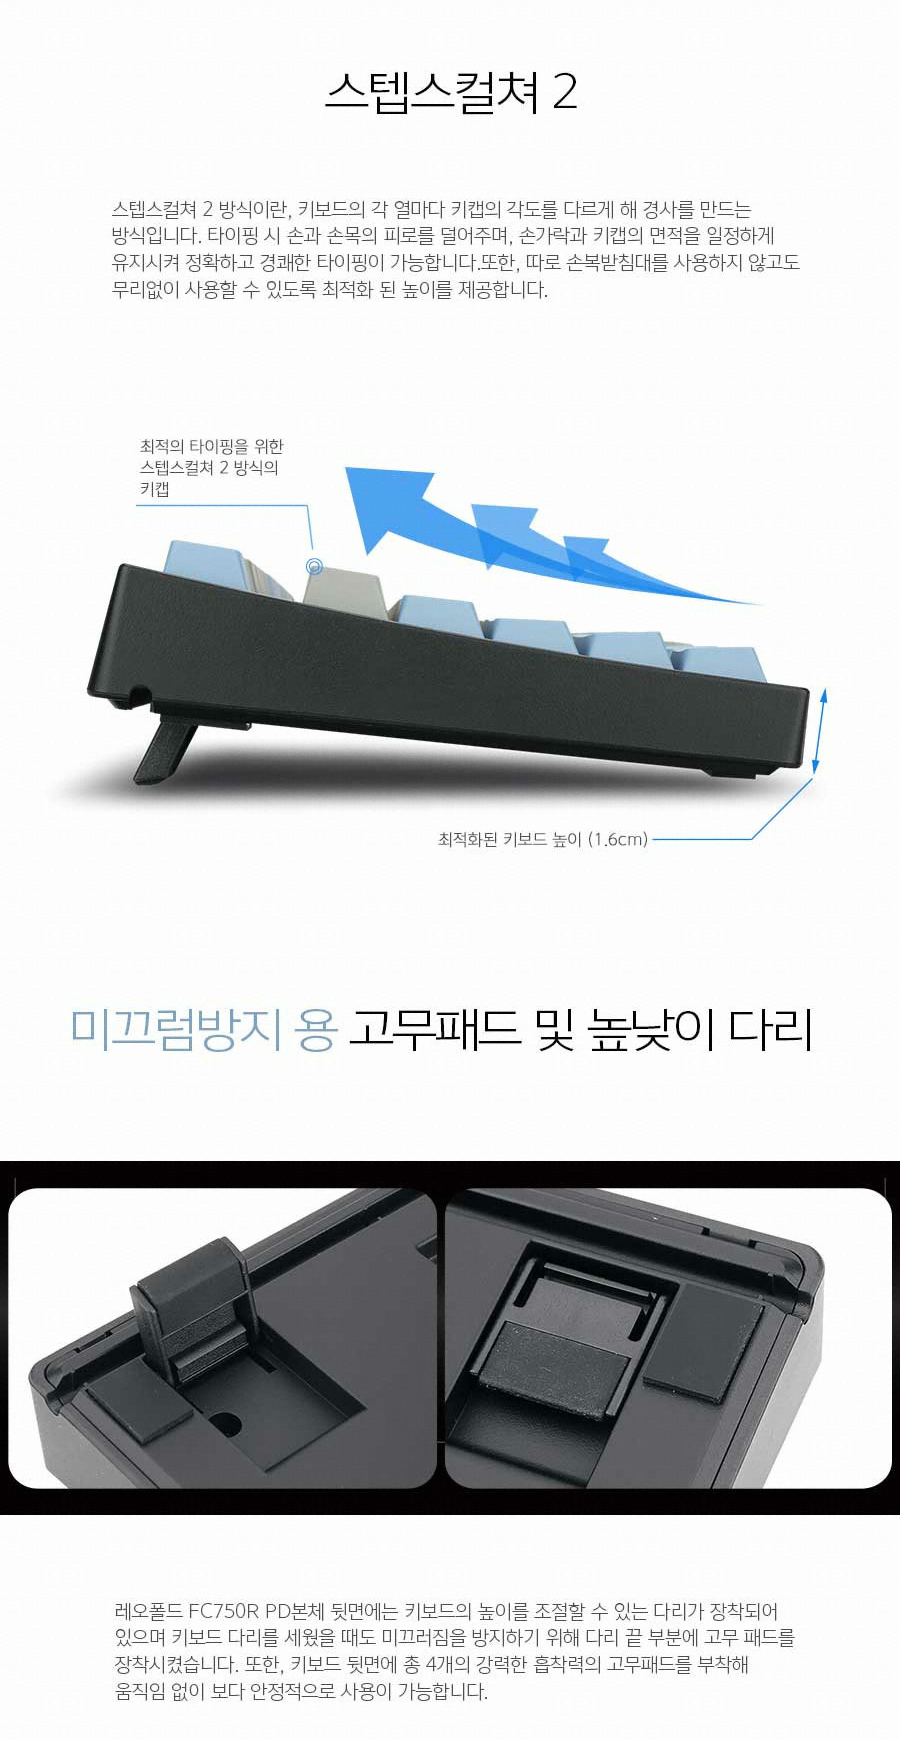 스텝스컬쳐 2
스텝스컬쳐 2 방식이란, 키보드의 각 열마다 키캡의 각도를 다르게 해 경사를 만드는
방식입니다. 타이핑 시 손과 손목의 피로를 덜어주며, 손가락과 키캡의 면적을 일정하게
유지시켜 정확하고 경쾌한 타이핑이 가능합니다.또한, 따로 손복받침대를 사용하지 않고도
무리없이 사용할 수 있도록 최적화 된 높이를 제공합니다.
최적의 타이핑을 위한
스텝스컬쳐 2 방식의
키캡
최적화된 키보드 높이 (1.6cm)
미끄럼방지 용 고무패드 및 높낮이 다리
레오폴드 FC750R PD본체 뒷면에는 키보드의 높이를 조절할 수 있는 다리가 장착되어
있으며 키보드 다리를 세웠을 때도 미끄러짐을 방지하기 위해 다리 끝 부분에 고무 패드를
장착시켰습니다. 또한, 키보드 뒷면에 총 4개의 강력한 흡착력의 고무패드를 부착해
움직임 없이 보다 안정적으로 사용이 가능합니다.